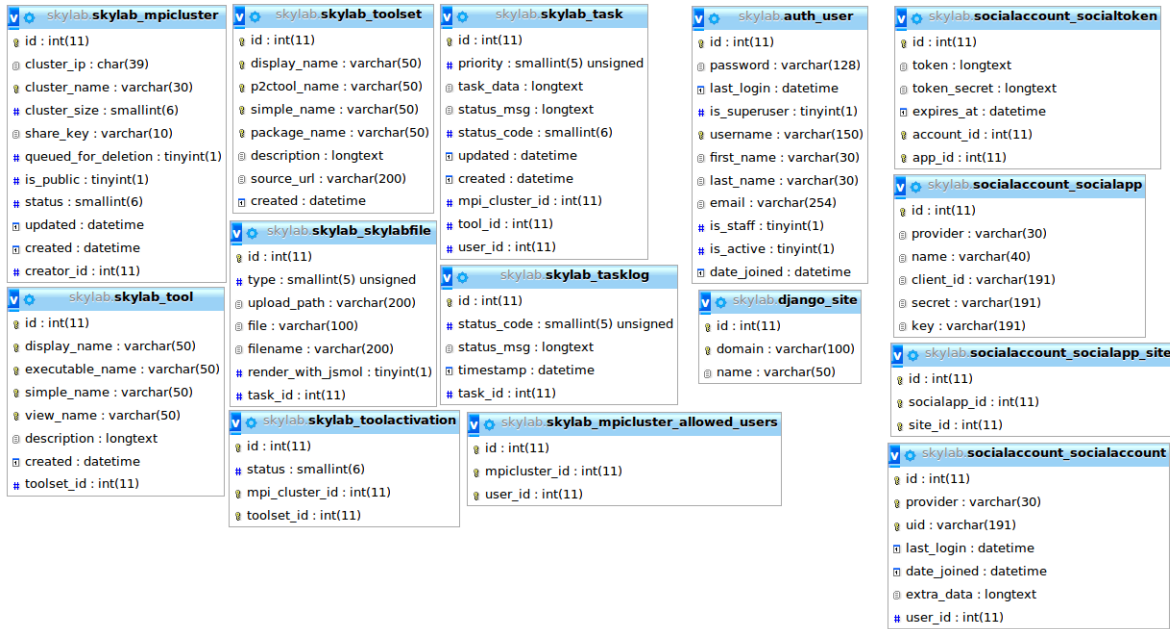 skylab.skylab_mpicluster
id : int(11)
cluster_ip : char(39)
cluster_name : varchar(30)
cluster_size : smallint(6)
share_key : varchar(10)
queued_for_deletion : tinyint(1)
is_public : tinyint(1)
status : smallint(6)
updated : datetime
created : datetime
creator_id : int(11)
skylab.skylab_tool
id : int(11)
display_name : varchar(50)
executable_name : varchar(50)
simple_name : varchar(50)
view_name : varchar(50)
description : longtext
created : datetime
toolset_id : int(11)
skylab.skylab_toolset
id : int(11)
display_name : varchar(50)
p2ctool_name : varchar(50)
simple_name : varchar(50)
package_name : varchar(50)
description : longtext
source_url : varchar(200)
created : datetime
skylab.skylab_skylabfile
id : int(11)
type : smallint(5) unsigned
upload_path : varchar(200)
file : varchar(100)
filename : varchar(200)
render_with_jsmol : tinyint(1)
task_id : int(11)
skylab.skylab_toolactivation
id : int(11)
status : smallint(6)
mpi_cluster_id : int(11)
toolset_id : int(11)
skylab.skylab_task
id : int(11)
priority : smallint(5) unsigned
task_data : longtext
status_msg : longtext
status_code : smallint(6)
updated : datetime
created : datetime
mpi_cluster_id : int(11)
tool_id : int(11)
user_id : int(11)
skylab.skylab_tasklog
id : int(11)
status_code : smallint(5) unsigned
status_msg : longtext
timestamp : datetime
task_id : int(11)
skylab.skylab_mpicluster_allowed_users
id : int(11)
mpicluster_id : int(11)
user_id : int(11)
skylab.auth_user
id : int(11)
password : varchar(128)
last_login : datetime
is_superuser : tinyint(1)
username : varchar(150)
first_name : varchar(30)
last_name : varchar(30)
email : varchar(254)
is_staff : tinyint(1)
is_active : tinyint(1)
date_joined : datetime
skylab.django_site
id : int(11)
domain : varchar(100)
name : varchar(50)
skylab.socialaccount_socialtoken
id : int(11)
token : longtext
token_secret : longtext
expires_at : datetime
account_id : int(11)
app_id : int(11)
skylab.socialaccount_socialapp
id : int(11)
provider : varchar(30)
name : varchar(40)
client_id : varchar(191)
secret : varchar(191)
key : varchar(191)
skylab.socialaccount_socialapp_site
id : int(11)
socialapp_id : int(11)
site_id : int(11)
skylab.socialaccount_socialaccount
id : int(11)
provider : varchar(30)
uid : varchar(191)
last_login : datetime
date_joined : datetime
extra_data : longtext
user_id : int(11)